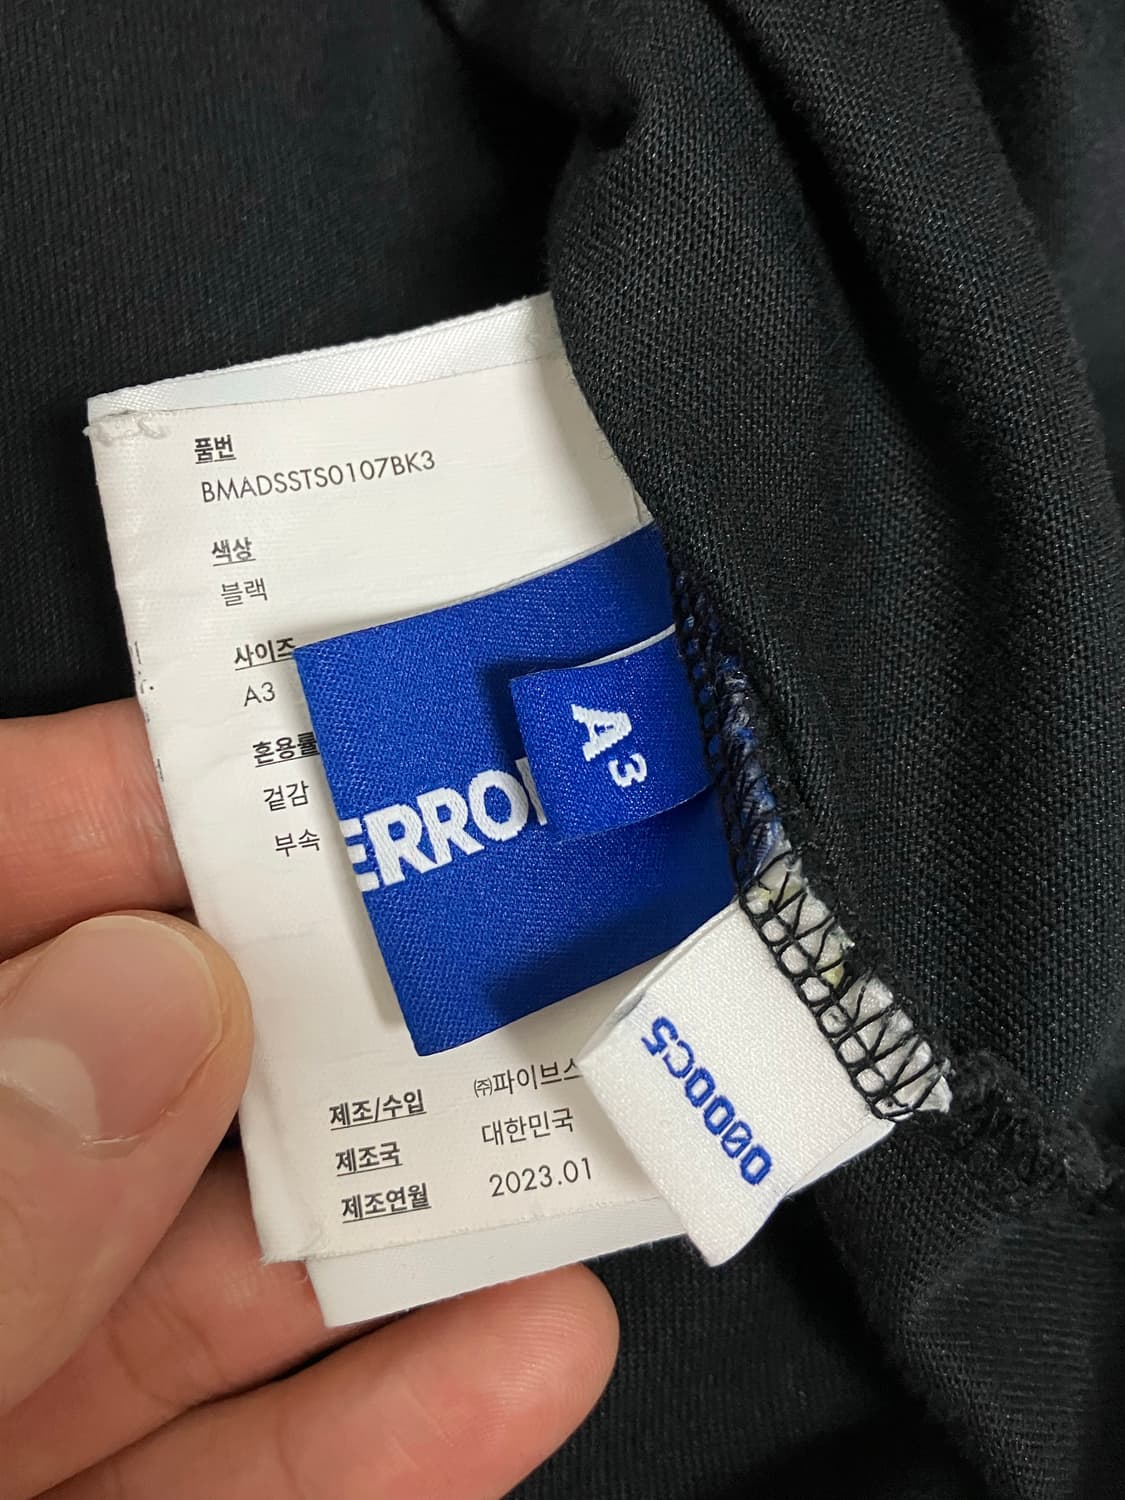 품번
BMADSSTS0107BK3
색상
블랙
사이즈
A3
혼용률
겉감
부속
A3
제조/수입 ㈜파이브
제조국 대한민국
제조연월 2023.01
0000C5